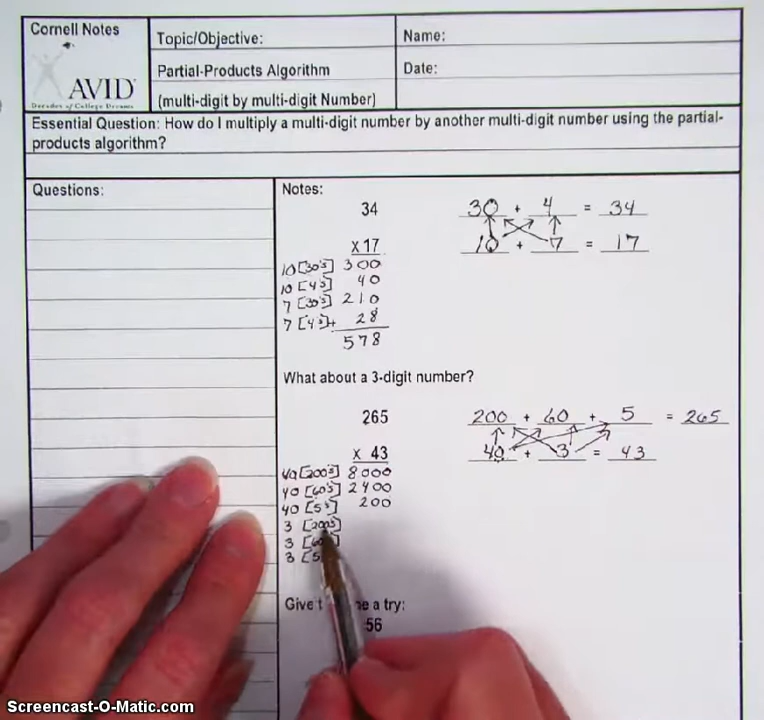 Cornell Notes
AVID
Decades of College Dreams
Topic/Objective:
Partial-Products Algorithm
(multi-digit by multi-digit Number)
Name:
Date:
Essential Question: How do I multiply a multi-digit number by another multi-digit number using the partial-
products algorithm?
Questions:
Notes:
34
x 17
10 [30's] 300
10 [4's] 40
7 [30's] 210
7 [4's] + 28
578
30 + 4 = 34
10 + 7 = 17
What about a 3-digit number?
265
x 43
40 [200's] 8000
40 [60's] 2400
40 [5's] 200
3 [200's]
3 [60
3 [5
200 + 60 + 5 = 265
40 + 3 = 43
Give t e a try:
56
Screencast-O-Matic.com